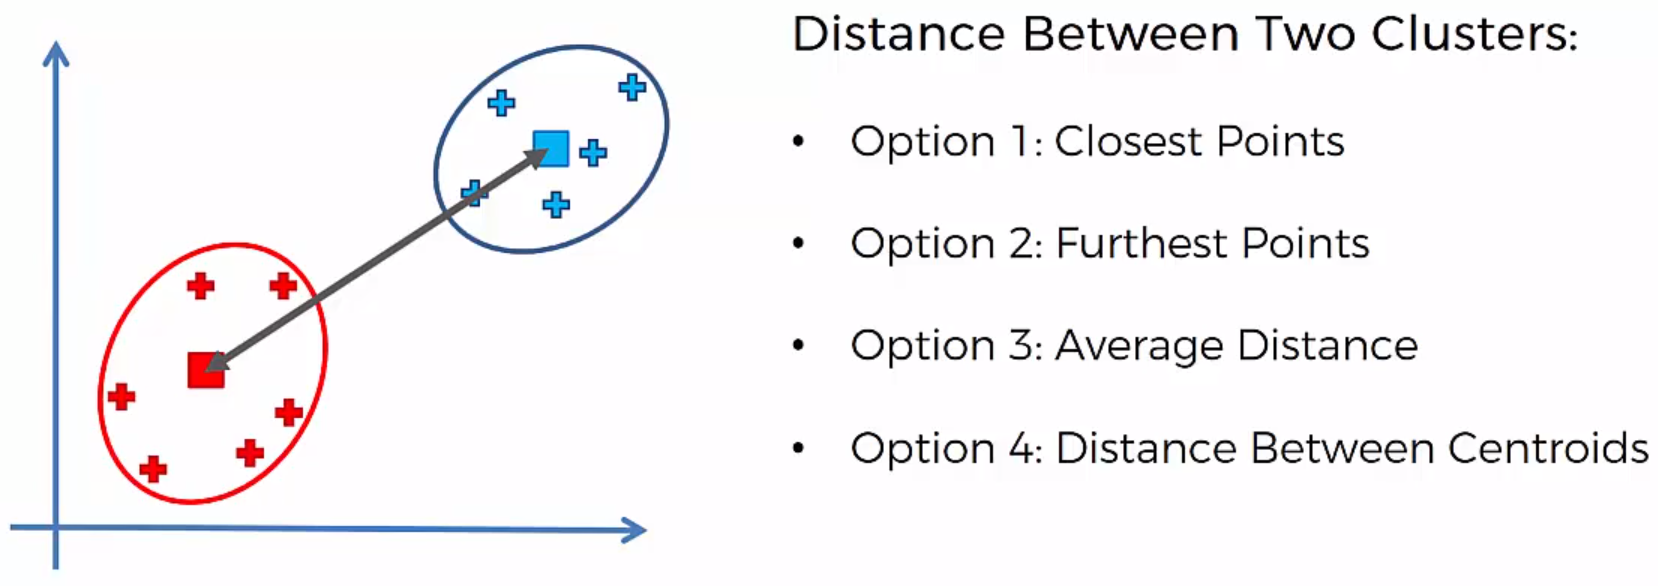 Distance Between Two Clusters:
• Option 1: Closest Points
• Option 2: Furthest Points
• Option 3: Average Distance
• Option 4: Distance Between Centroids